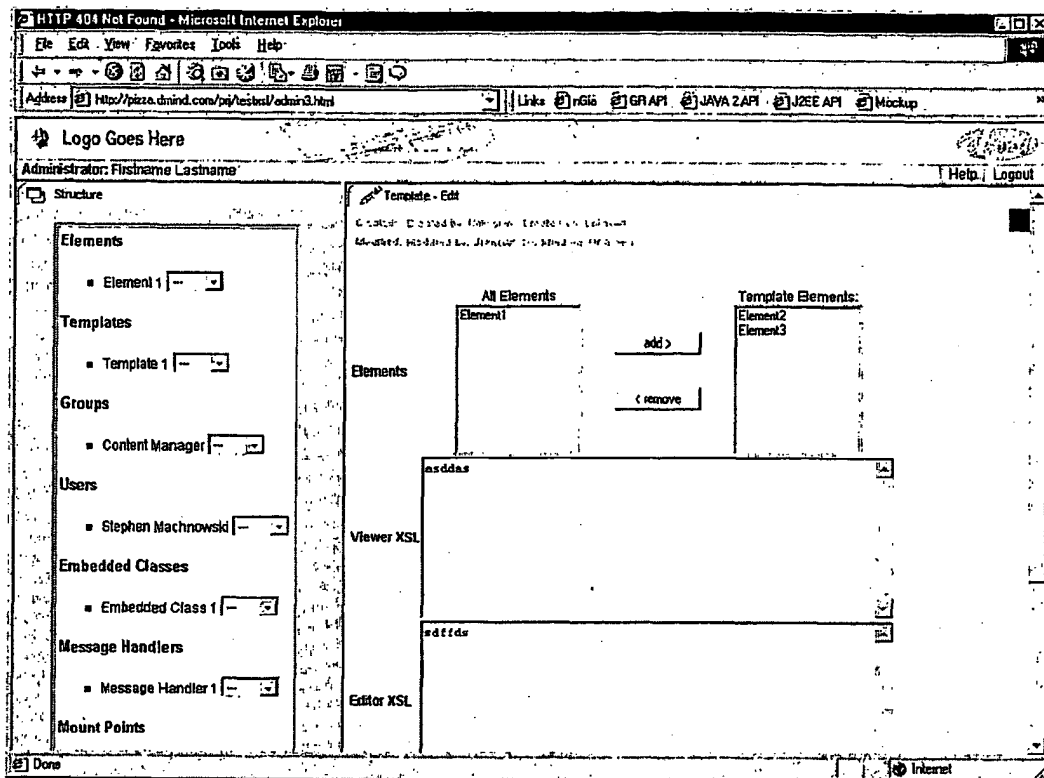 HTTP 404 Not Found - Microsoft Internet Explorer
File Edit View Favorites Tools Help
Address http://pizza.dmind.com/prj/testxsl/admin3.html Links GR API JAVA 2 API J2EE API Mockup »
Logo Goes Here
Administrator: Firstname Lastname Help Logout
Structure
Template - Edit
Elements
Element 1 ---
Templates
Template 1 ---
Groups
Content Manager ---
Users
Stephen Machnowski ---
Embedded Classes
Embedded Class 1 ---
Message Handlers
Message Handler 1 ---
Mount Points
Elements
All Elements
Element1
add >
< remove
Template Elements:
Element2
Element3
Viewer XSL
asddas
Editor XSL
sdffds
Done Internet